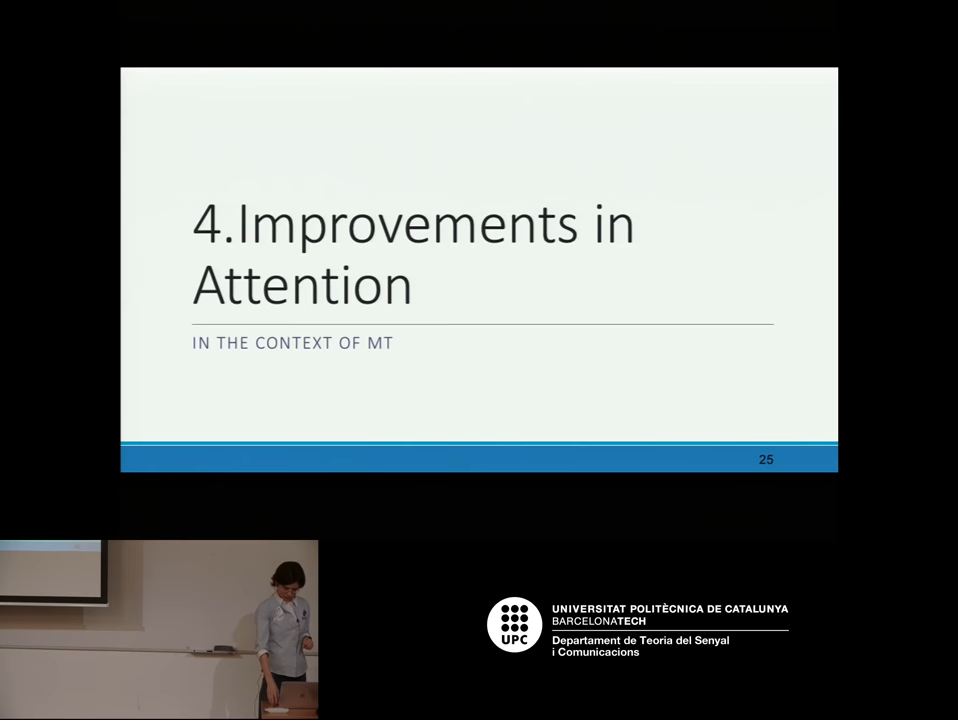 4.Improvements in
Attention
IN THE CONTEXT OF MT
25
UPC
UNIVERSITAT POLITÈCNICA DE CATALUNYA
BARCELONATECH
Departament de Teoria del Senyal
i Comunicacions